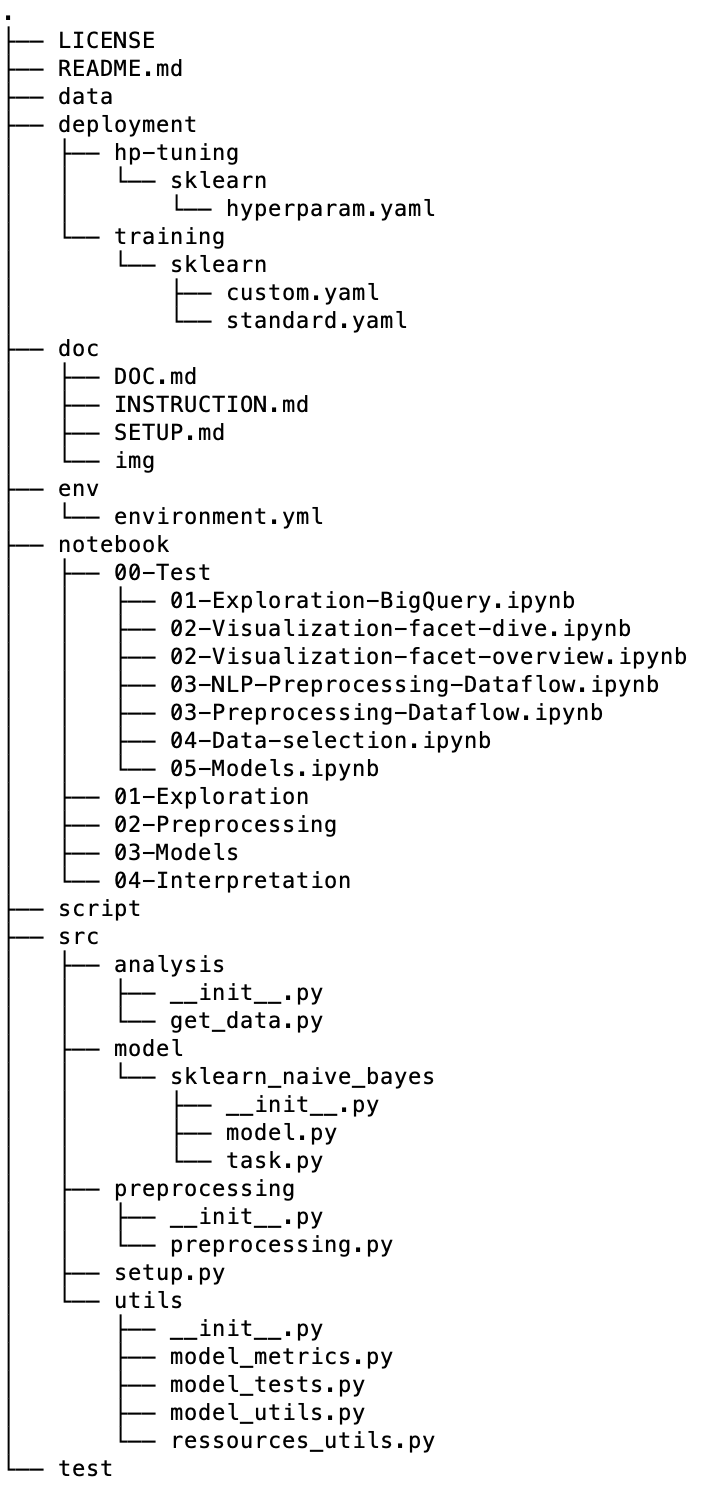 .
├── LICENSE
├── README.md
├── data
├── deployment
│   ├── hp-tuning
│   │   └── sklearn
│   │       └── hyperparam.yaml
│   └── training
│       └── sklearn
│           ├── custom.yaml
│           └── standard.yaml
├── doc
│   ├── DOC.md
│   ├── INSTRUCTION.md
│   ├── SETUP.md
│   └── img
├── env
│   └── environment.yml
├── notebook
│   ├── 00-Test
│   │   ├── 01-Exploration-BigQuery.ipynb
│   │   ├── 02-Visualization-facet-dive.ipynb
│   │   ├── 02-Visualization-facet-overview.ipynb
│   │   ├── 03-NLP-Preprocessing-Dataflow.ipynb
│   │   ├── 03-Preprocessing-Dataflow.ipynb
│   │   ├── 04-Data-selection.ipynb
│   │   └── 05-Models.ipynb
│   ├── 01-Exploration
│   ├── 02-Preprocessing
│   ├── 03-Models
│   └── 04-Interpretation
├── script
├── src
│   ├── analysis
│   │   ├── __init__.py
│   │   └── get_data.py
│   ├── model
│   │   └── sklearn_naive_bayes
│   │       ├── __init__.py
│   │       ├── model.py
│   │       └── task.py
│   ├── preprocessing
│   │   ├── __init__.py
│   │   └── preprocessing.py
│   ├── setup.py
│   └── utils
│       ├── __init__.py
│       ├── model_metrics.py
│       ├── model_tests.py
│       ├── model_utils.py
│       └── ressources_utils.py
└── test